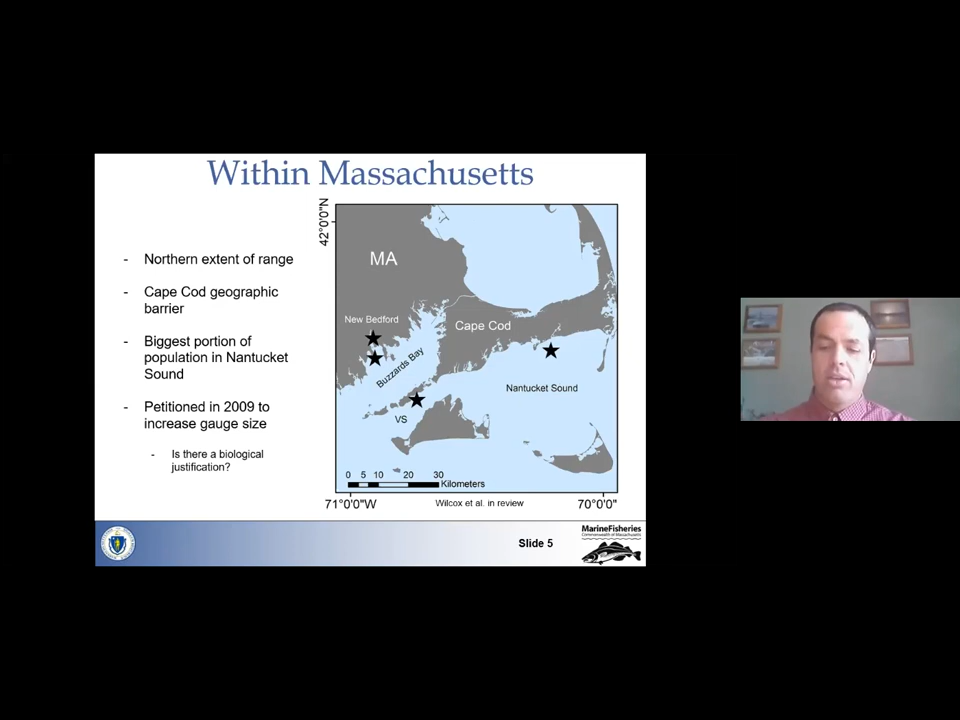 Within Massachusetts
- Northern extent of range
- Cape Cod geographic
barrier
- Biggest portion of
population in Nantucket
Sound
- Petitioned in 2009 to
increase gauge size
- Is there a biological
justification?
42°0'0"N
MA
New Bedford
Cape Cod
Buzzards Bay
Nantucket Sound
VS
0 5 10 20 30
Kilometers
71°0'0"W
Wilcox et al. in review
70°0'0"
Slide 5
MarineFisheries
Commonwealth of Massachusetts